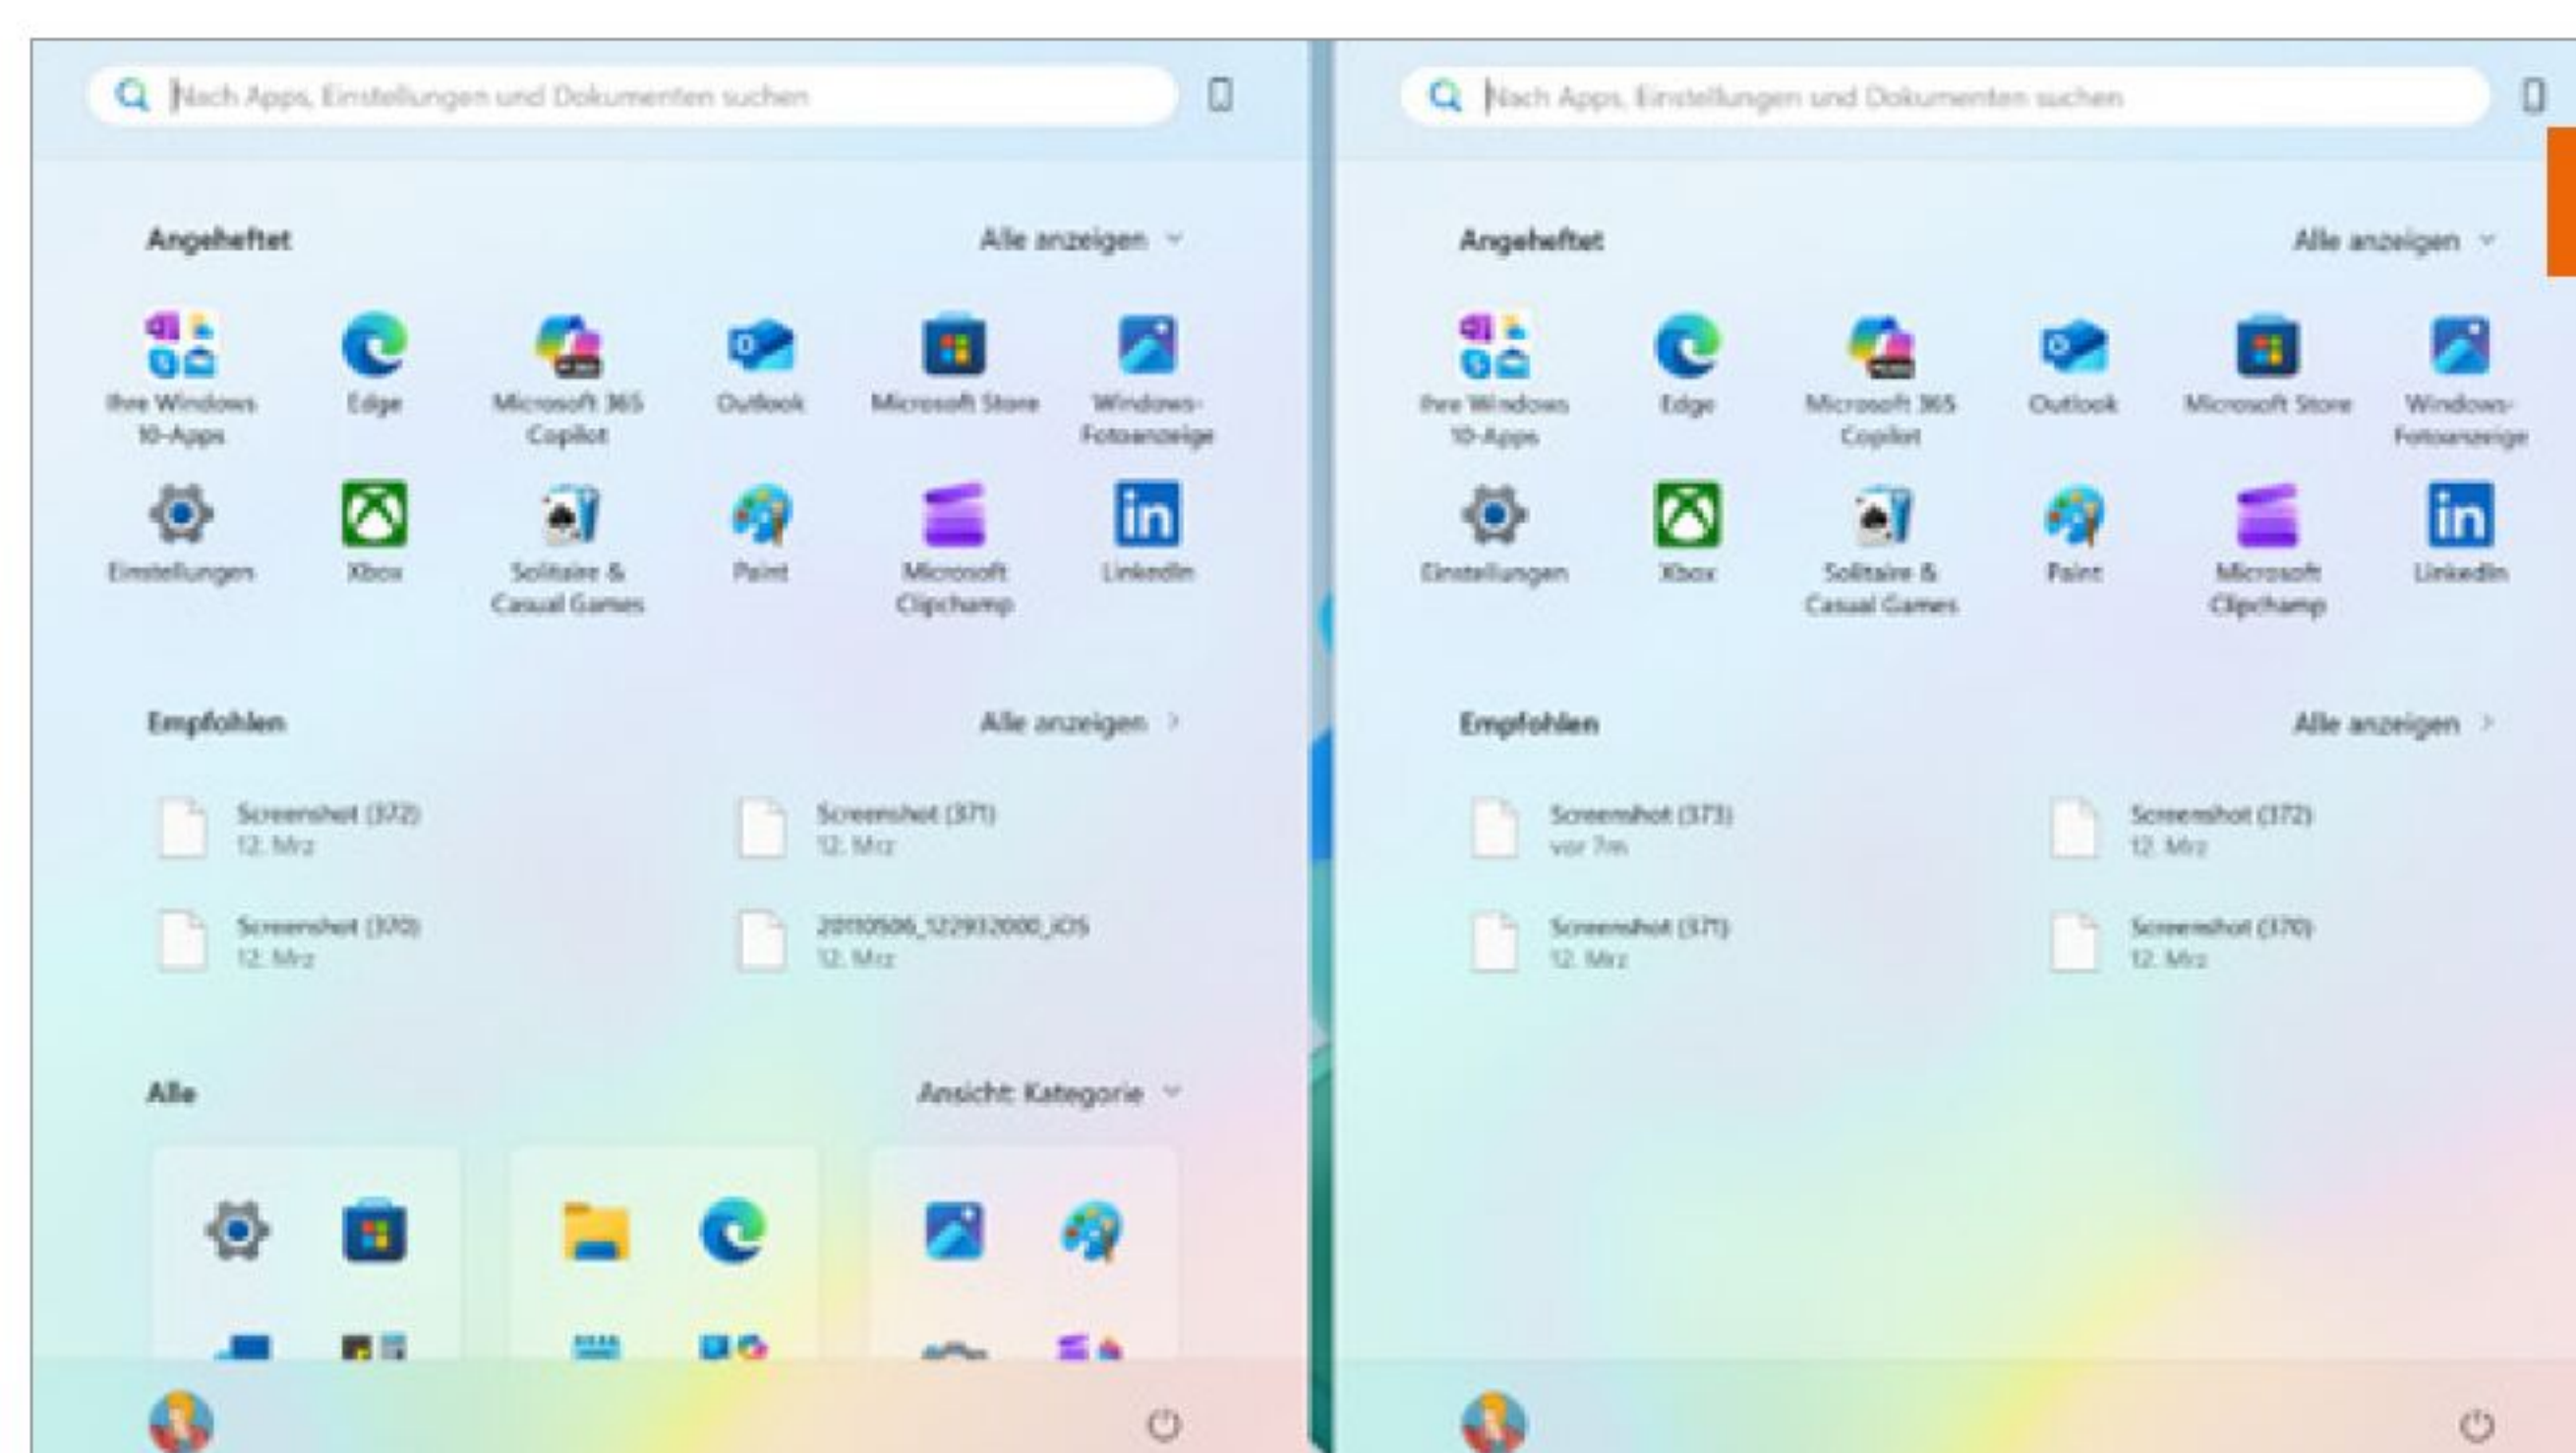 Nach Apps, Einstellungen und Dokumenten suchen
Angeheftet
Alle anzeigen
Ihre Windows
10-Apps
Edge
Microsoft 365
Copilot
Outlook
Microsoft Store
Windows-
Fotoanzeige
Einstellungen
Xbox
Solitaire &
Casual Games
Paint
Microsoft
Clipchamp
LinkedIn
Empfohlen
Alle anzeigen
Screenshot (372)
12. Mrz
Screenshot (371)
12. Mrz
Screenshot (370)
12. Mrz
20110506_122932000_iOS
12. Mrz
Alle
Ansicht: Kategorie
Nach Apps, Einstellungen und Dokumenten suchen
Angeheftet
Alle anzeigen
Ihre Windows
10-Apps
Edge
Microsoft 365
Copilot
Outlook
Microsoft Store
Windows-
Fotoanzeige
Einstellungen
Xbox
Solitaire &
Casual Games
Paint
Microsoft
Clipchamp
LinkedIn
Empfohlen
Alle anzeigen
Screenshot (373)
vor 7m
Screenshot (372)
12. Mrz
Screenshot (371)
12. Mrz
Screenshot (370)
12. Mrz